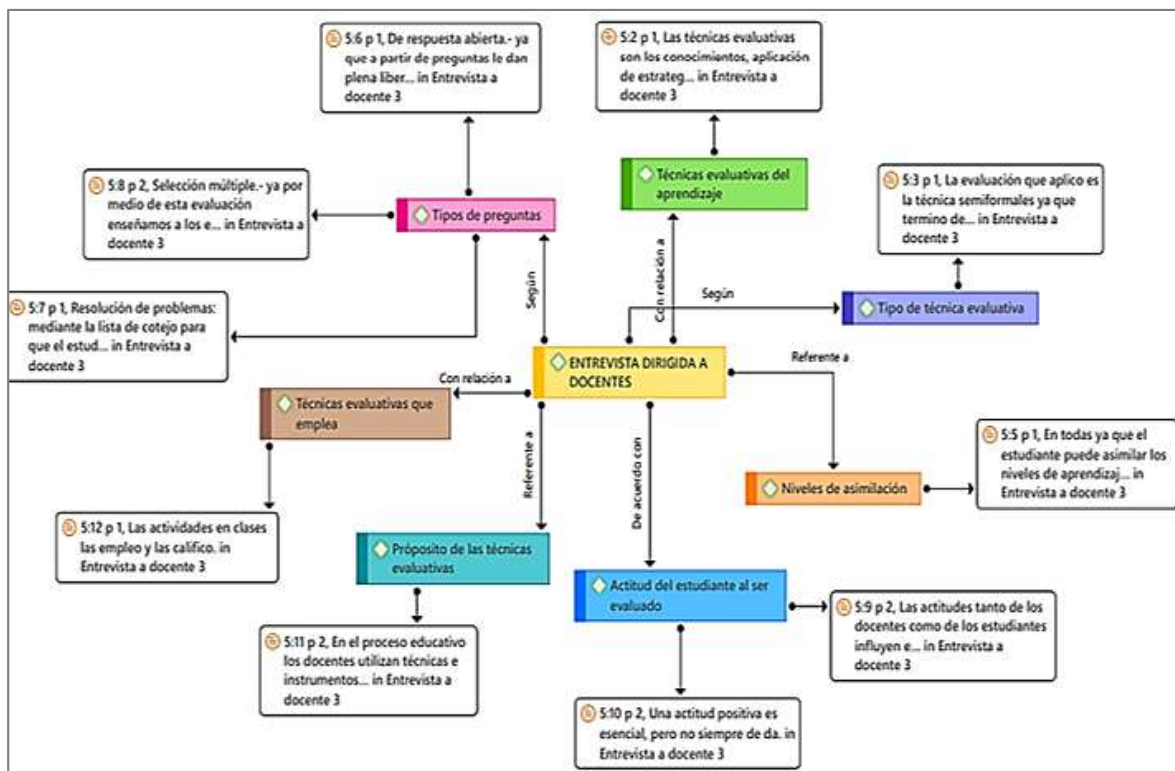 5:6 p 1, De respuesta abierta.- ya
que a partir de preguntas le dan
plena liber... in Entrevista a
docente 3
5:2 p 1, Las técnicas evaluativas
son los conocimientos, aplicación
de estrateg... in Entrevista a
docente 3
5:8 p 2, Selección múltiple.- ya por
medio de esta evaluación
enseñamos a los e... in Entrevista a
docente 3
Tipos de preguntas
Técnicas evaluativas del
aprendizaje
5:3 p 1, La evaluación que aplico es
la técnica semiformales ya que
termino de... in Entrevista a
docente 3
5:7 p 1, Resolución de problemas:
mediante la lista de cotejo para
que el estud... in Entrevista a
docente 3
Según
Con relación a
Según
Tipo de técnica evaluativa
ENTREVISTA DIRIGIDA A
DOCENTES
Referente a
Con relación a
Técnicas evaluativas que
emplea
Referente a
De acuerdo con
Niveles de asimilación
5:5 p 1, En todas ya que el
estudiante puede asimilar los
niveles de aprendizaj... in
Entrevista a docente 3
5:12 p 1, Las actividades en clases
las empleo y las califico. in
Entrevista a docente 3
Próposito de las técnicas
evaluativas
Actitud del estudiante al ser
evaluado
5:9 p 2, Las actitudes tanto de los
docentes como de los estudiantes
influyen e... in Entrevista a
docente 3
5:11 p 2, En el proceso educativo
los docentes utilizan técnicas e
instrumentos... in Entrevista a
docente 3
5:10 p 2, Una actitud positiva es
esencial, pero no siempre de da. in
Entrevista a docente 3